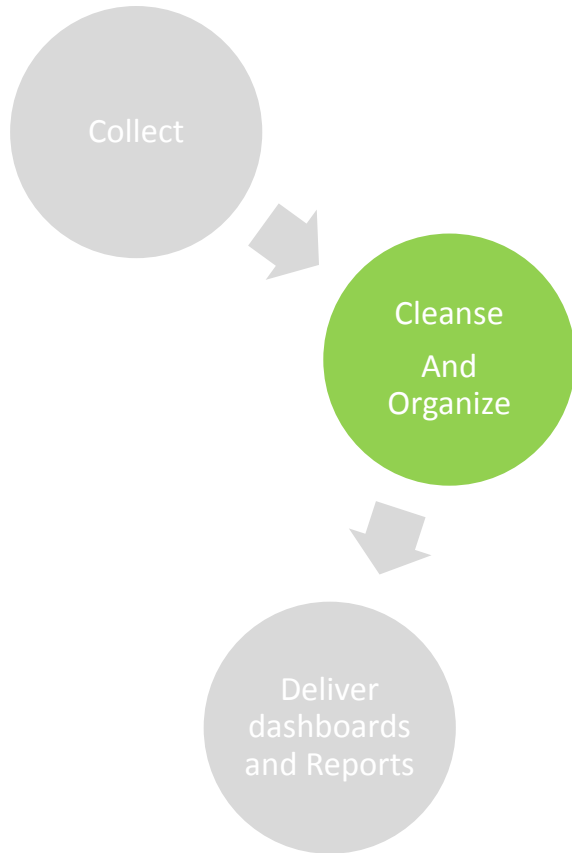 Collect
Cleanse
And
Organize
Deliver
dashboards
and Reports